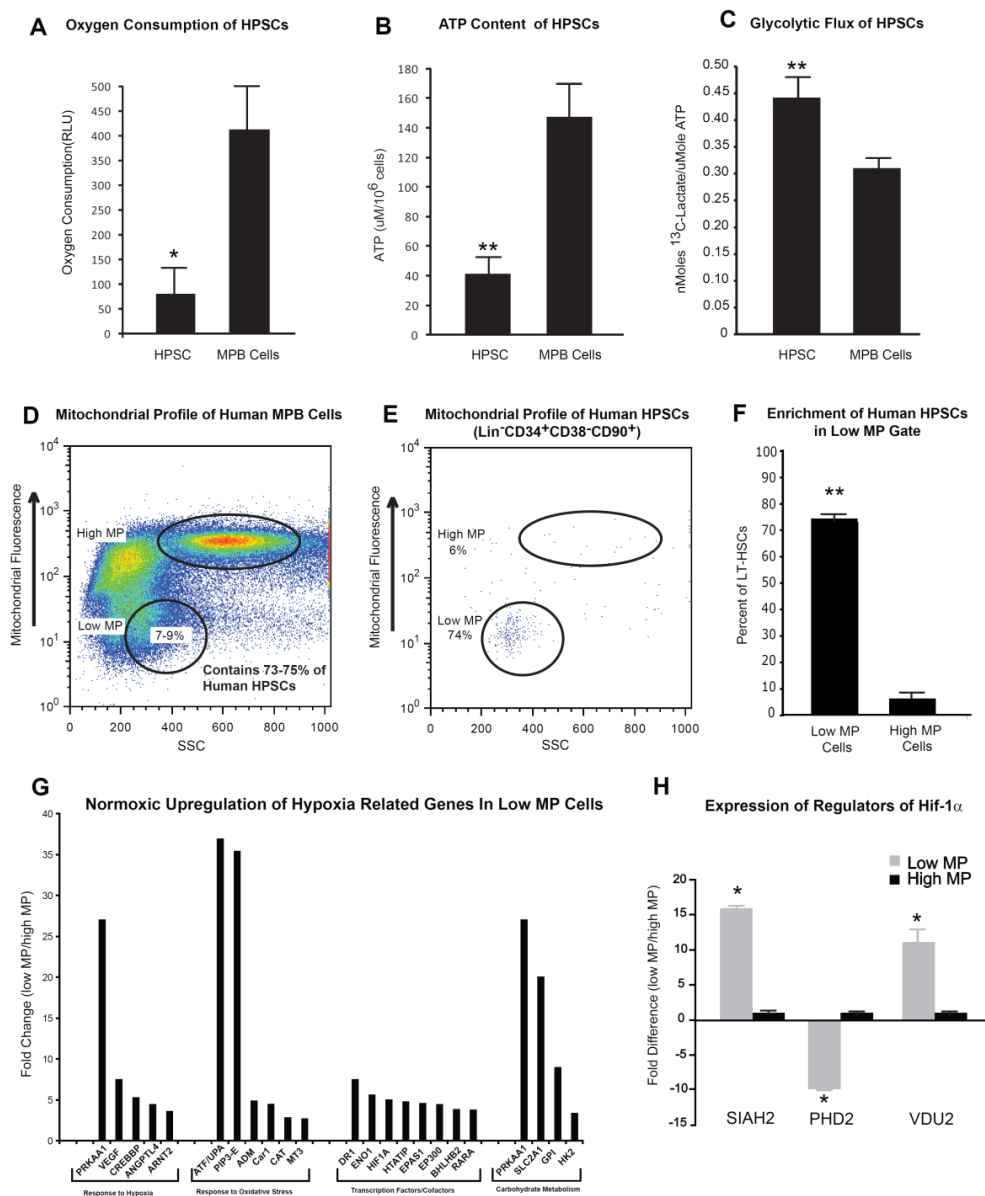 A Oxygen Consumption of HPSCs
Oxygen Consumption(RLU)
500
450
400
350
300
250
200
150
100
50
0
*
HPSC MPB Cells
B ATP Content of HPSCs
ATP (uM/10^6 cells)
180
160
140
120
100
80
60
40
20
0
**
HPSC MPB Cells
C Glycolytic Flux of HPSCs
nMoles ^13C-Lactate/uMole ATP
0.50
0.45
0.40
0.35
0.30
0.25
0.20
0.15
0.10
0.05
0
**
HPSC MPB Cells
D Mitochondrial Profile of Human MPB Cells
Mitochondrial Fluorescence
10^4
10^3
10^2
10^1
10^0
High MP
Low MP
7-9%
Contains 73-75% of
Human HPSCs
0 200 400 600 800 1000
SSC
E Mitochondrial Profile of Human HPSCs
(Lin-CD34+CD38-CD90+)
Mitochondrial Fluorescence
10^4
10^3
10^2
10^1
10^0
High MP
6%
Low MP
74%
0 200 400 600 800 1000
SSC
F Enrichment of Human HPSCs
in Low MP Gate
Percent of LT-HSCs
100
90
80
70
60
50
40
30
20
10
0
**
Low MP
Cells
High MP
Cells
G Normoxic Upregulation of Hypoxia Related Genes In Low MP Cells
Fold Change (low MP/high MP)
40
35
30
25
20
15
10
5
0
PRKAA1
VEGF
CREBBP
ANGPTL4
ARNT2
Response to Hypoxia
ATF/UPA
PIP3-E
ADM
Car1
CAT
MT3
Response to Oxidative Stress
DR1
ENO1
HIF1A
HTATIP
EPAS1
EP300
BHLHB2
RARA
Transcription Factors/Cofactors
PRKAA1
SLC2A1
GPI
HK2
Carbohydrate Metabolism
H Expression of Regulators of Hif-1α
Low MP
High MP
Fold Difference (low MP/high MP)
20
15
10
5
0
-5
-10
-15
*
*
*
SIAH2 PHD2 VDU2